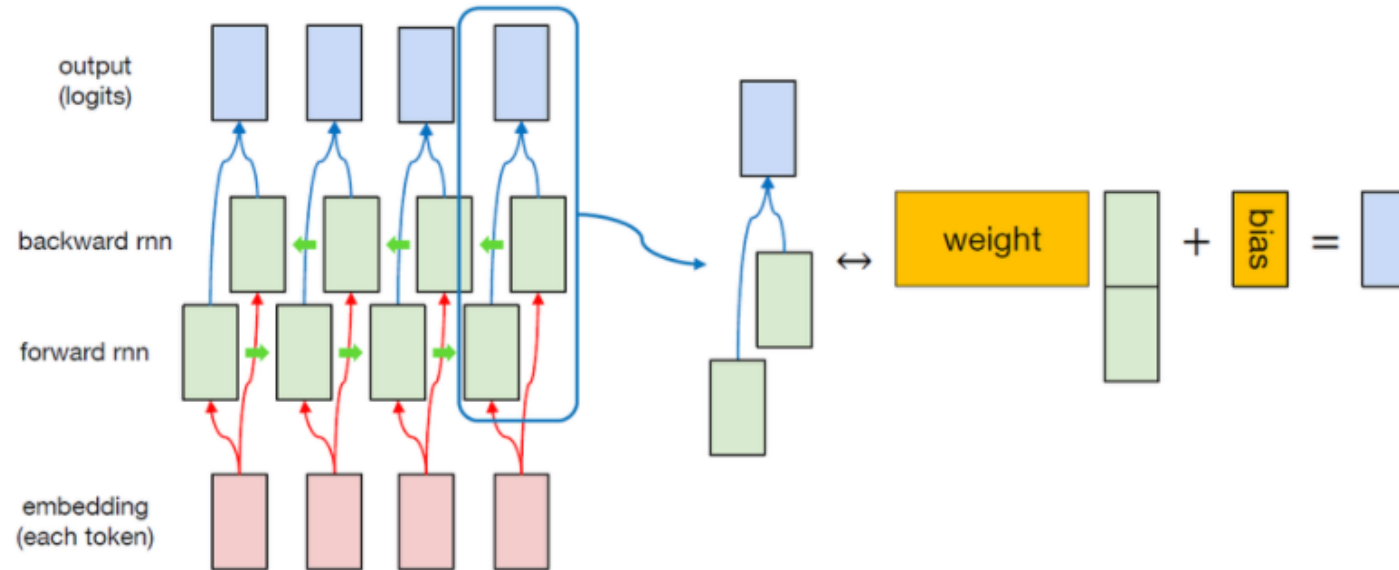 output
(logits)
backward rnn
forward rnn
embedding
(each token)
↔
weight
+
bias
=